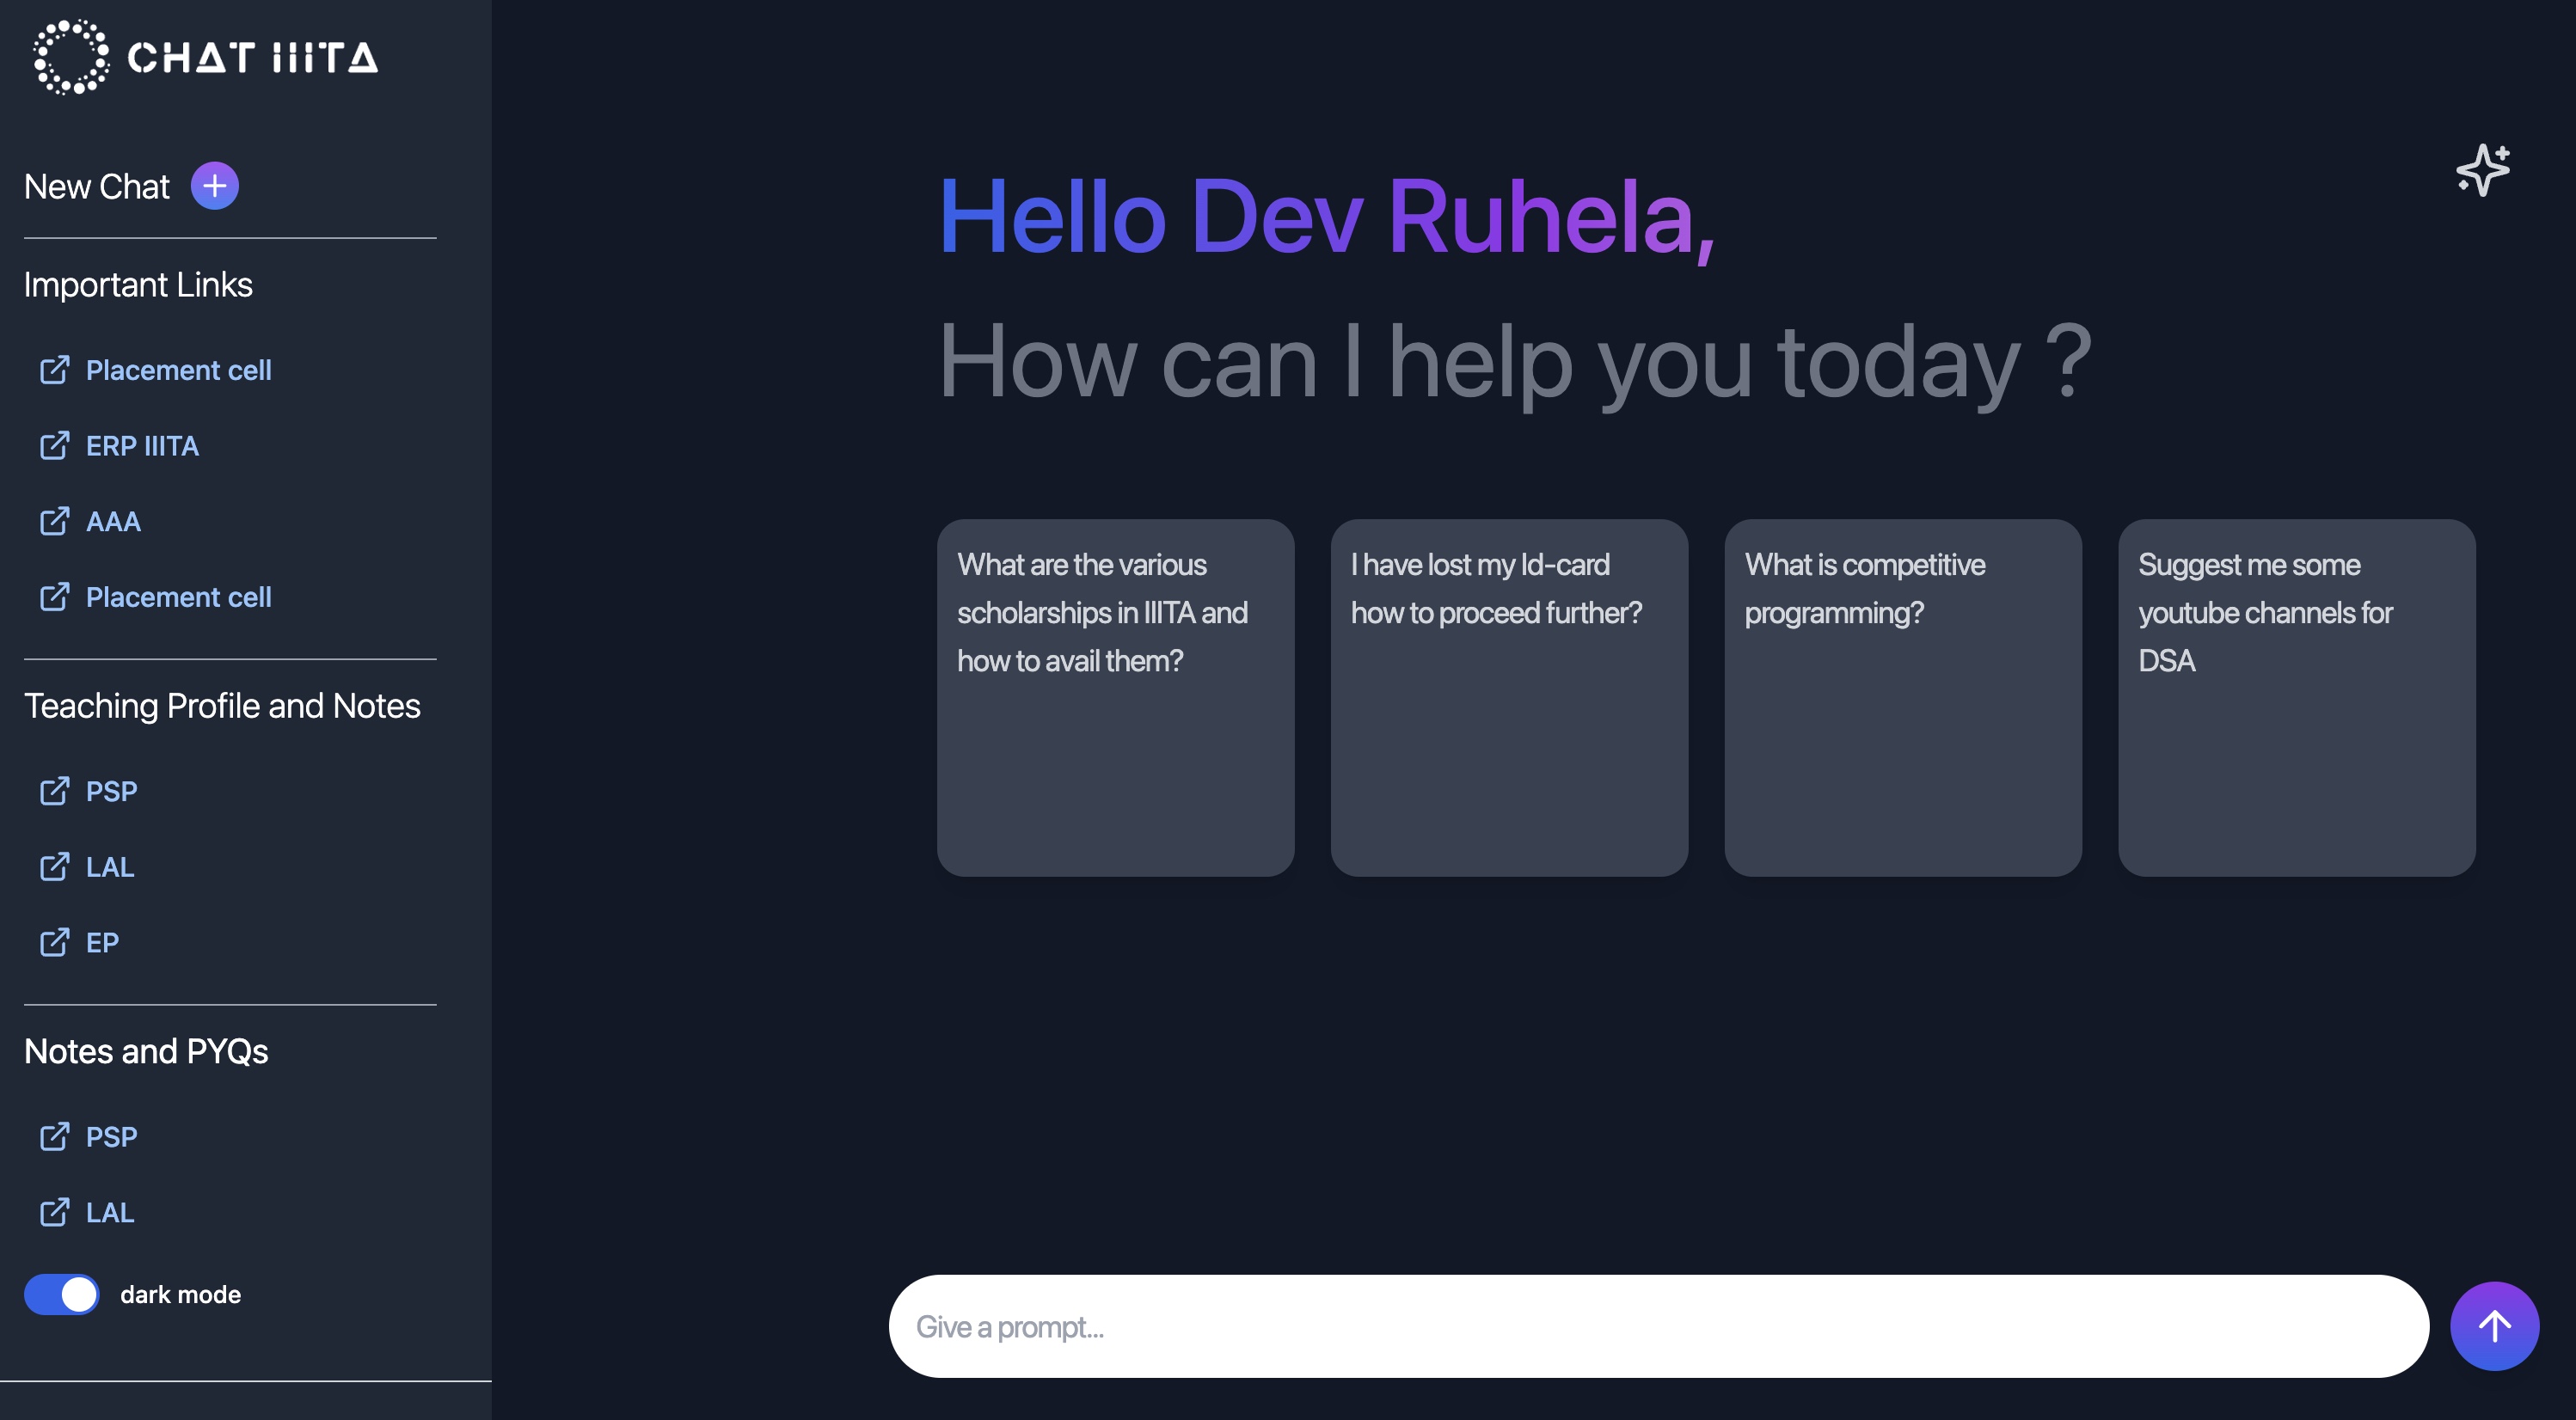 CHAT IIITA
New Chat
Important Links
Placement cell
ERP IIITA
AAA
Placement cell
Teaching Profile and Notes
PSP
LAL
EP
Notes and PYQs
PSP
LAL
dark mode
Hello Dev Ruhela,
How can I help you today ?
What are the various
scholarships in IIITA and
how to avail them?
I have lost my Id-card
how to proceed further?
What is competitive
programming?
Suggest me some
youtube channels for
DSA
Give a prompt...